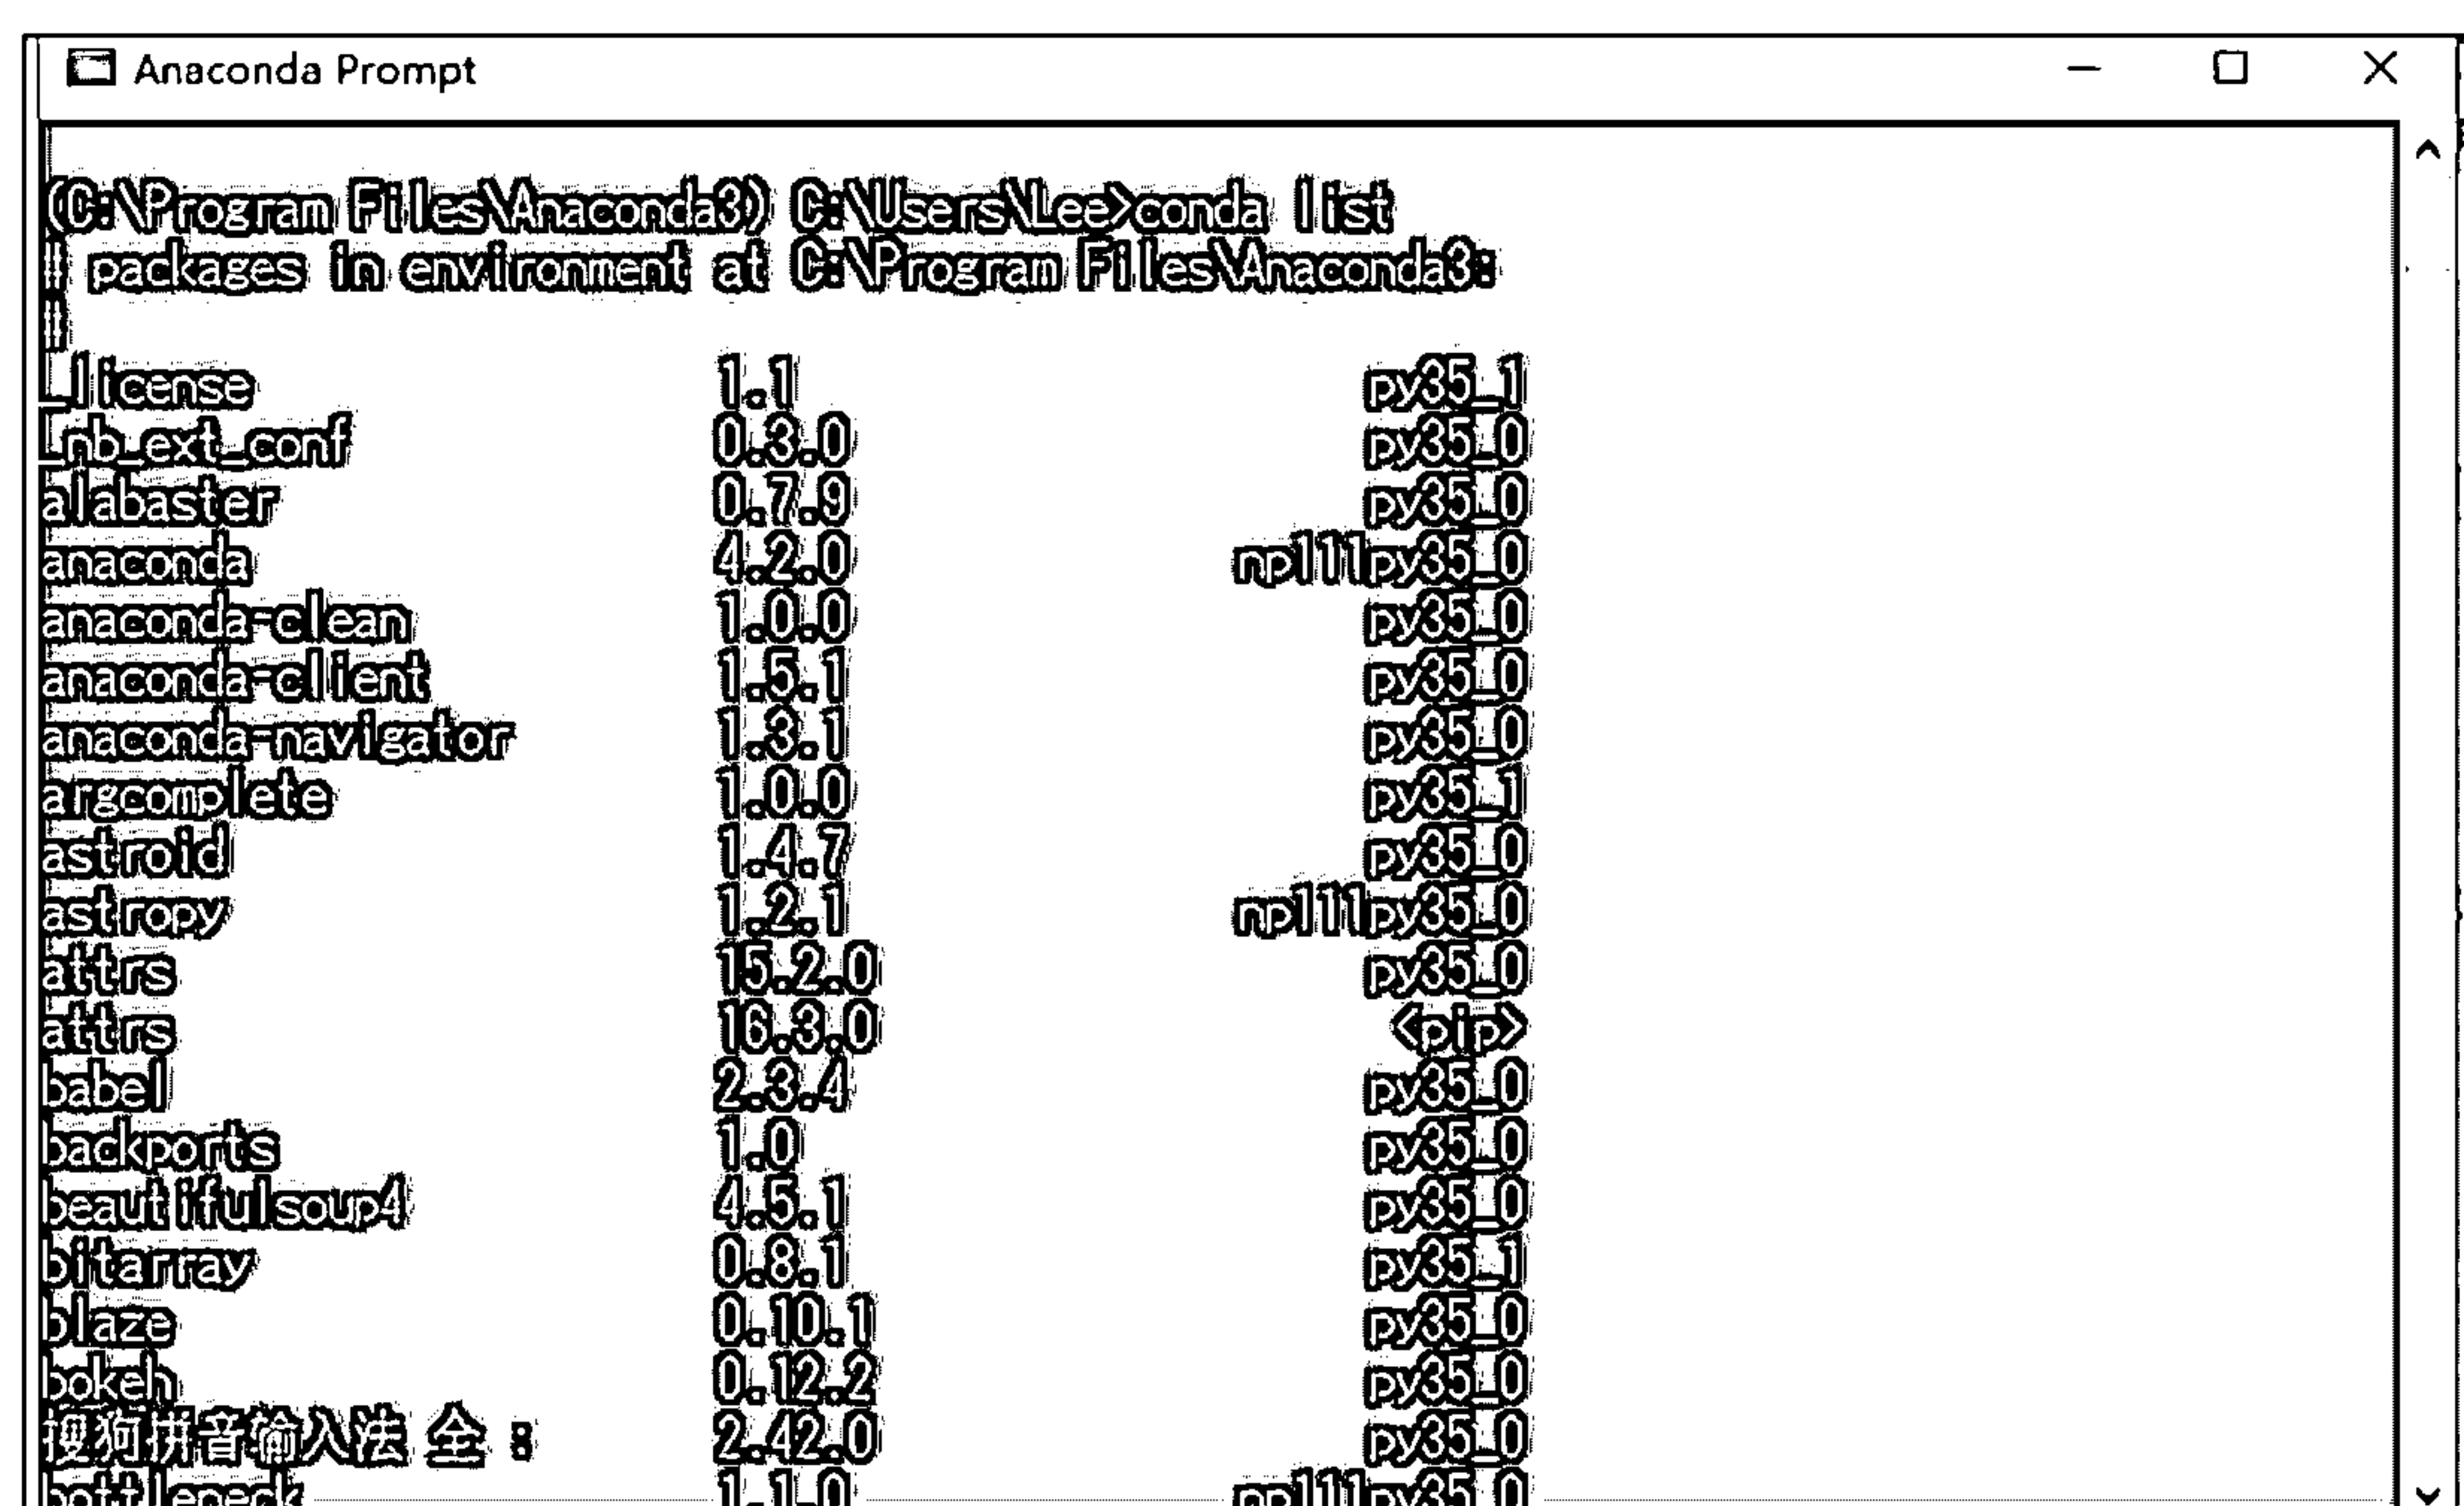 Anaconda Prompt
(C:\Program Files\Anaconda3) C:\Users\Lee>conda list
# packages in environment at C:\Program Files\Anaconda3:
#
_license 1.1 py35_1
_nb_ext_conf 0.3.0 py35_0
alabaster 0.7.9 py35_0
anaconda 4.2.0 np111py35_0
anaconda-clean 1.0.0 py35_0
anaconda-client 1.5.1 py35_0
anaconda-navigator 1.3.1 py35_0
argcomplete 1.0.0 py35_1
astroid 1.4.7 py35_0
astropy 1.2.1 np111py35_0
attrs 15.2.0 py35_0
attrs 16.3.0 <pip>
babel 2.3.4 py35_0
backports 1.0 py35_0
beautifulsoup4 4.5.1 py35_0
bitarray 0.8.1 py35_1
blaze 0.10.1 py35_0
bokeh 0.12.2 py35_0
搜狗拼音输入法 全 : 2.42.0 py35_0
bottleneck 1.1.0 np111py35_0